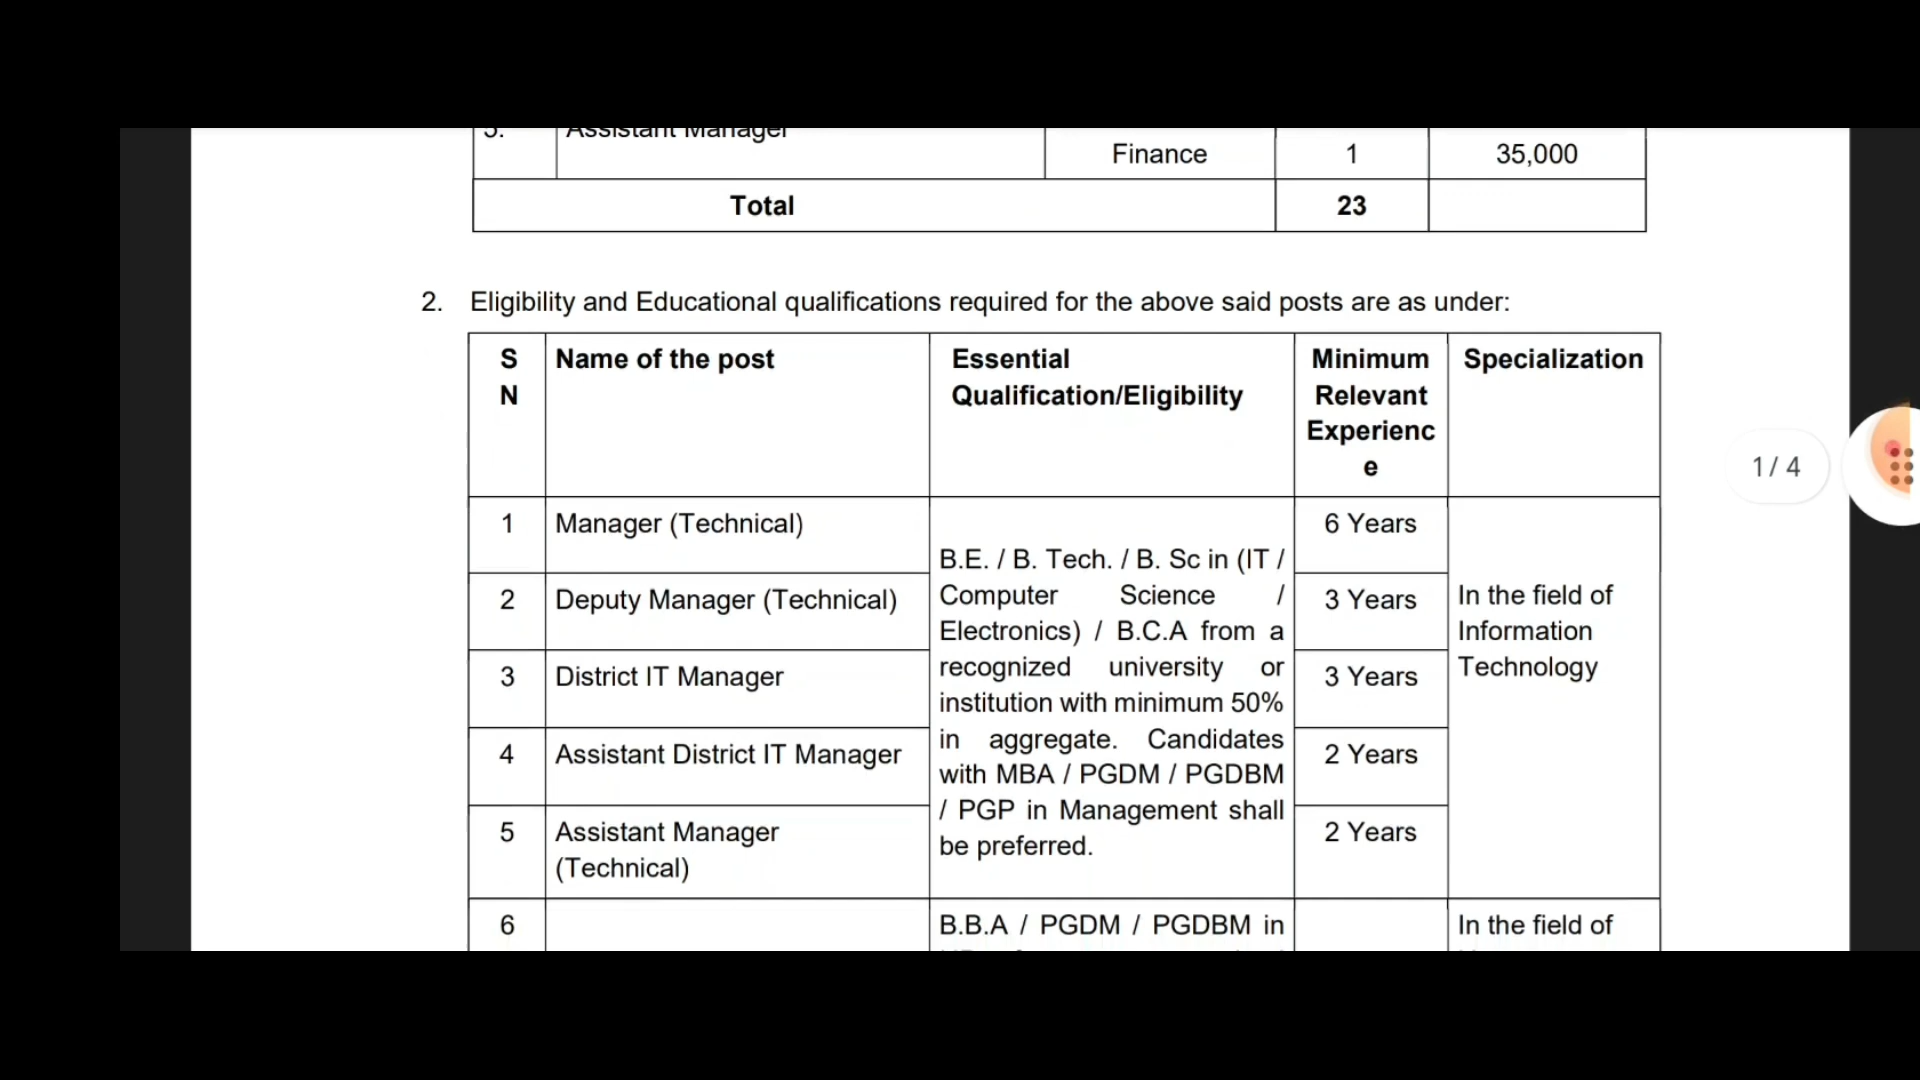 5. Assistant Manager
Finance 1 35,000
Total 23
2. Eligibility and Educational qualifications required for the above said posts are as under:
S
N
Name of the post
Essential
Qualification/Eligibility
Minimum
Relevant
Experienc
e
Specialization
1 Manager (Technical) 6 Years
2 Deputy Manager (Technical) 3 Years
3 District IT Manager 3 Years
4 Assistant District IT Manager 2 Years
5 Assistant Manager
(Technical)
2 Years
B.E. / B. Tech. / B. Sc in (IT /
Computer Science /
Electronics) / B.C.A from a
recognized university or
institution with minimum 50%
in aggregate. Candidates
with MBA / PGDM / PGDBM
/ PGP in Management shall
be preferred.
In the field of
Information
Technology
6 B.B.A / PGDM / PGDBM in In the field of
1 / 4